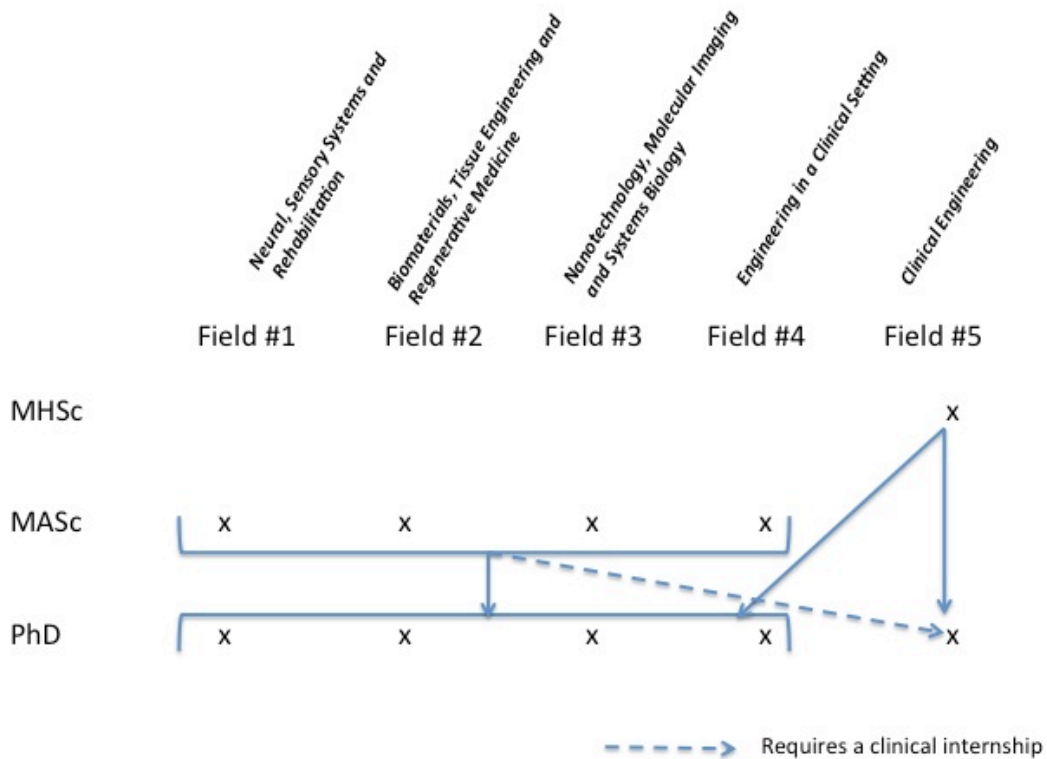 Neural, Sensory Systems and
Rehabilitation
Biomaterials, Tissue Engineering and
Regenerative Medicine
Nanotechnology, Molecular Imaging
and Systems Biology
Engineering in a Clinical Setting
Clinical Engineering
Field #1 Field #2 Field #3 Field #4 Field #5
MHSc x
MASc x x x x
PhD x x x x x
Requires a clinical internship